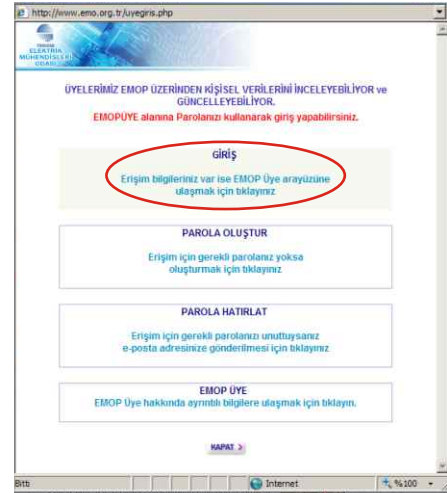 http://www.emo.org.tr/uyegiris.php
ELEKTRİK
MÜHENDİSLERİ
ODASI
ÜYELERİMİZ EMOP ÜZERİNDEN KİŞİSEL VERİLERİNİ İNCELEYEBİLİYOR ve
GÜNCELLEYEBİLİYOR.
EMOPÜYE alanına Parolanızı kullanarak giriş yapabilirsiniz.
GİRİŞ
Erişim bilgileriniz var ise EMOP Üye arayüzüne
ulaşmak için tıklayınız
PAROLA OLUŞTUR
Erişim için gerekli parolanız yoksa
oluşturmak için tıklayınız
PAROLA HATIRLAT
Erişim için gerekli parolanızı unuttuysanız
e-posta adresinize gönderilmesi için tıklayınız
EMOP ÜYE
EMOP Üye hakkında ayrıntılı bilgilere ulaşmak için tıklayın.
KAPAT >
Bitti Internet %100